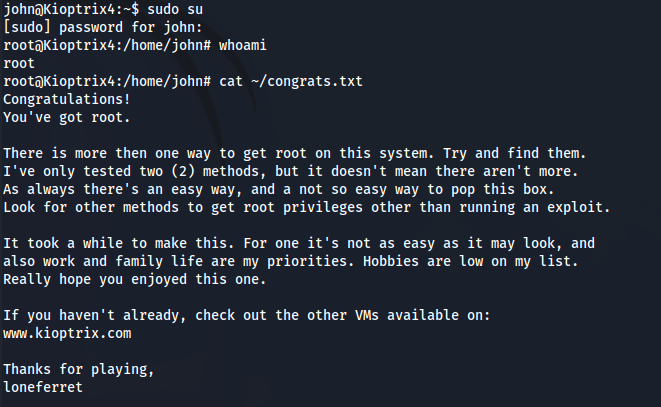 john@Kioptrix4:~$ sudo su
[sudo] password for john:
root@Kioptrix4:/home/john# whoami
root
root@Kioptrix4:/home/john# cat ~/congrats.txt
Congratulations!
You've got root.
There is more then one way to get root on this system. Try and find them.
I've only tested two (2) methods, but it doesn't mean there aren't more.
As always there's an easy way, and a not so easy way to pop this box.
Look for other methods to get root privileges other than running an exploit.
It took a while to make this. For one it's not as easy as it may look, and
also work and family life are my priorities. Hobbies are low on my list.
Really hope you enjoyed this one.
If you haven't already, check out the other VMs available on:
www.kioptrix.com
Thanks for playing,
loneferret